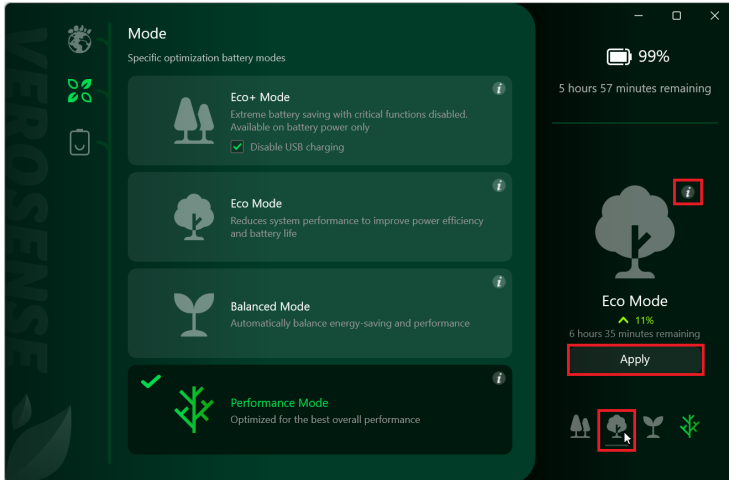 VEROSENSE
Mode
Specific optimization battery modes
Eco+ Mode
Extreme battery saving with critical functions disabled.
Available on battery power only
Disable USB charging
Eco Mode
Reduces system performance to improve power efficiency
and battery life
Balanced Mode
Automatically balance energy-saving and performance
Performance Mode
Optimized for the best overall performance
99%
5 hours 57 minutes remaining
Eco Mode
11%
6 hours 35 minutes remaining
Apply